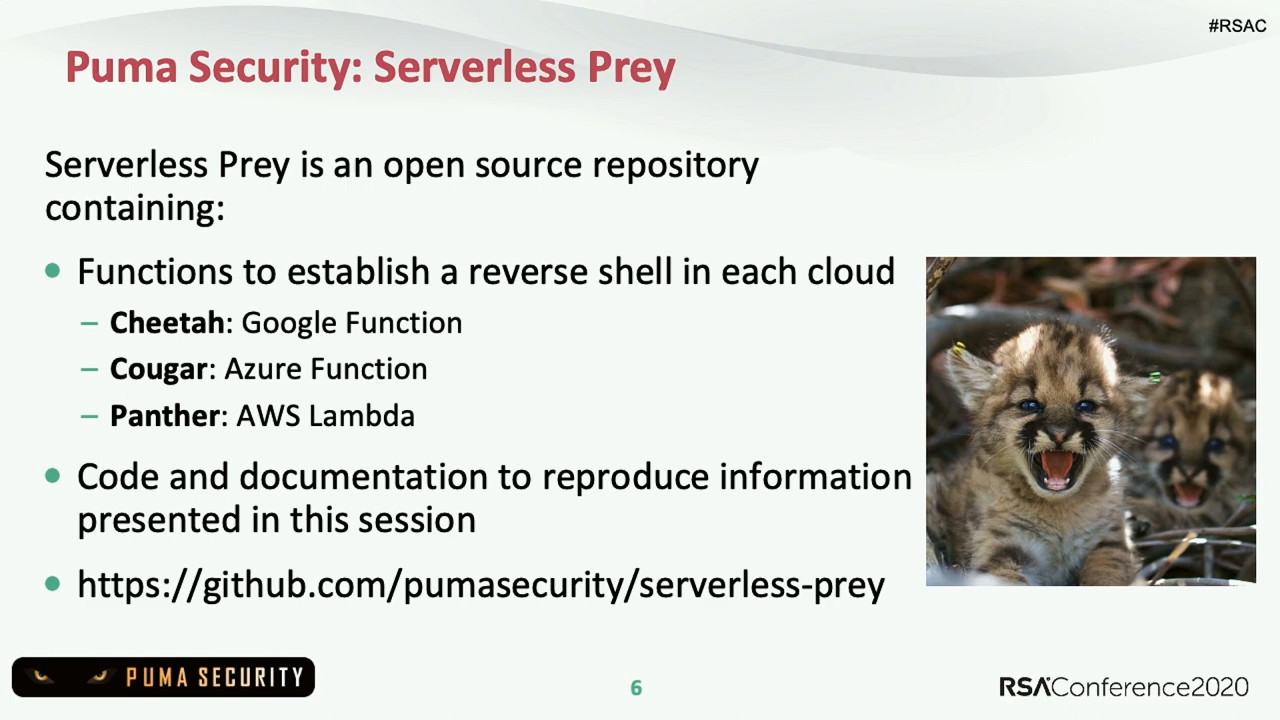 #RSAC
Puma Security: Serverless Prey
Serverless Prey is an open source repository
containing:
• Functions to establish a reverse shell in each cloud
– Cheetah: Google Function
– Cougar: Azure Function
– Panther: AWS Lambda
• Code and documentation to reproduce information
presented in this session
• https://github.com/pumasecurity/serverless-prey
PUMA SECURITY
6
RSAConference2020